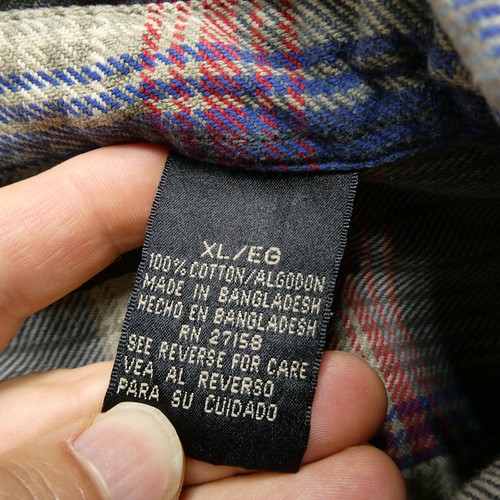 XL/EG
100% COTTON/ALGODON
MADE IN BANGLADESH
HECHO EN BANGLADESH
RN 27158
SEE REVERSE FOR CARE
VEA AL REVERSO
PARA SU CUIDADO